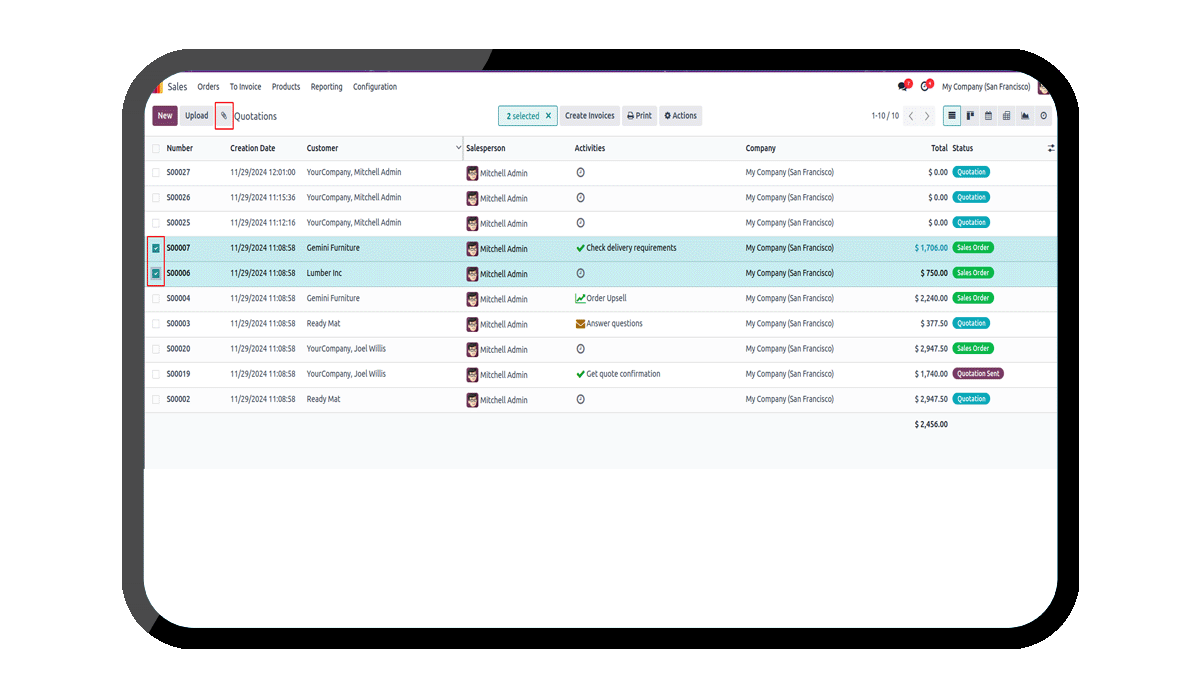 Sales Orders To Invoice Products Reporting Configuration 7 4 My Company (San Francisco)
New Upload Quotations 2 selected × Create Invoices Print Actions 1-10 / 10
Number Creation Date Customer Salesperson Activities Company Total Status
S00027 11/29/2024 12:01:00 YourCompany, Mitchell Admin Mitchell Admin My Company (San Francisco) $ 0.00 Quotation
S00026 11/29/2024 11:15:36 YourCompany, Mitchell Admin Mitchell Admin My Company (San Francisco) $ 0.00 Quotation
S00025 11/29/2024 11:12:16 YourCompany, Mitchell Admin Mitchell Admin My Company (San Francisco) $ 0.00 Quotation
S00007 11/29/2024 11:08:58 Gemini Furniture Mitchell Admin Check delivery requirements My Company (San Francisco) $ 1,706.00 Sales Order
S00006 11/29/2024 11:08:58 Lumber Inc Mitchell Admin My Company (San Francisco) $ 750.00 Sales Order
S00004 11/29/2024 11:08:58 Gemini Furniture Mitchell Admin Order Upsell My Company (San Francisco) $ 2,240.00 Sales Order
S00003 11/29/2024 11:08:58 Ready Mat Mitchell Admin Answer questions My Company (San Francisco) $ 377.50 Quotation
S00020 11/29/2024 11:08:58 YourCompany, Joel Willis Mitchell Admin My Company (San Francisco) $ 2,947.50 Sales Order
S00019 11/29/2024 11:08:58 YourCompany, Joel Willis Mitchell Admin Get quote confirmation My Company (San Francisco) $ 1,740.00 Quotation Sent
S00002 11/29/2024 11:08:58 Ready Mat Mitchell Admin My Company (San Francisco) $ 2,947.50 Quotation
$ 2,456.00